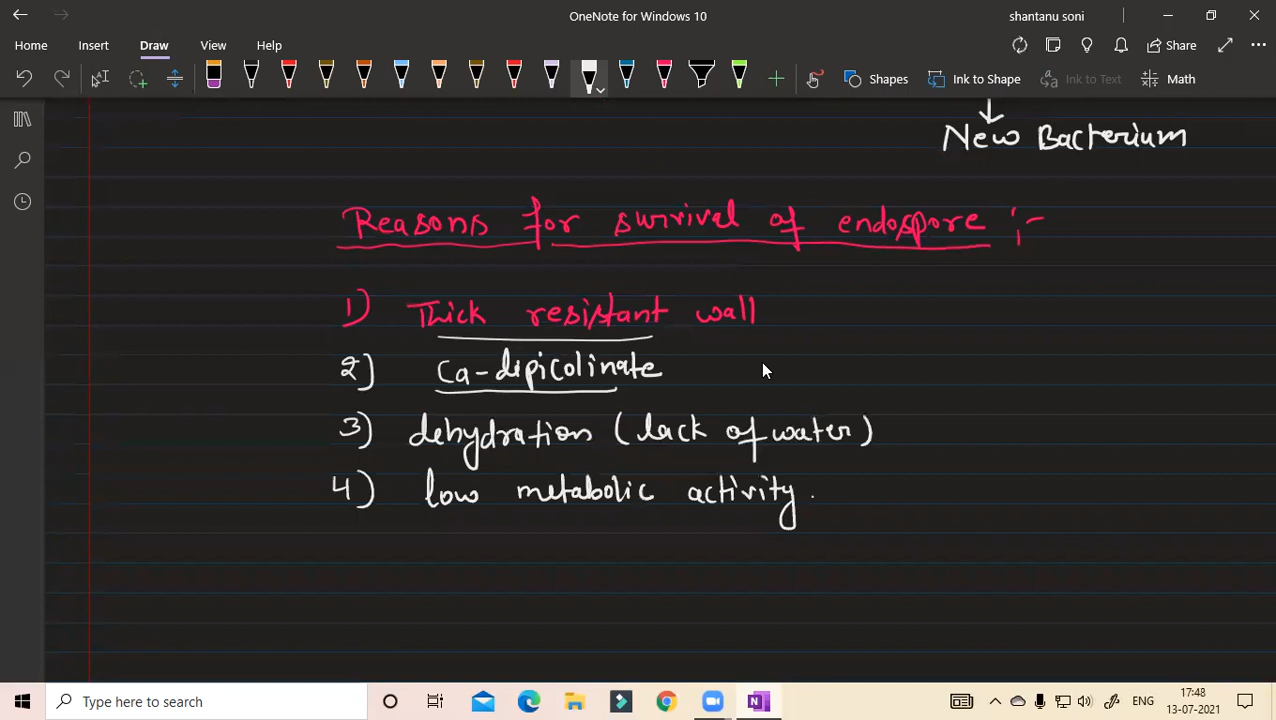 OneNote for Windows 10
shantanu soni
Home Insert Draw View Help
Share
Shapes Ink to Shape Ink to Text Math
New Bacterium
Reasons for survival of endospore :-
1) Thick resistant wall
2) Ca-dipicolinate
3) dehydration (lack of water)
4) low metabolic activity.
Type here to search
ENG
17:48
13-07-2021